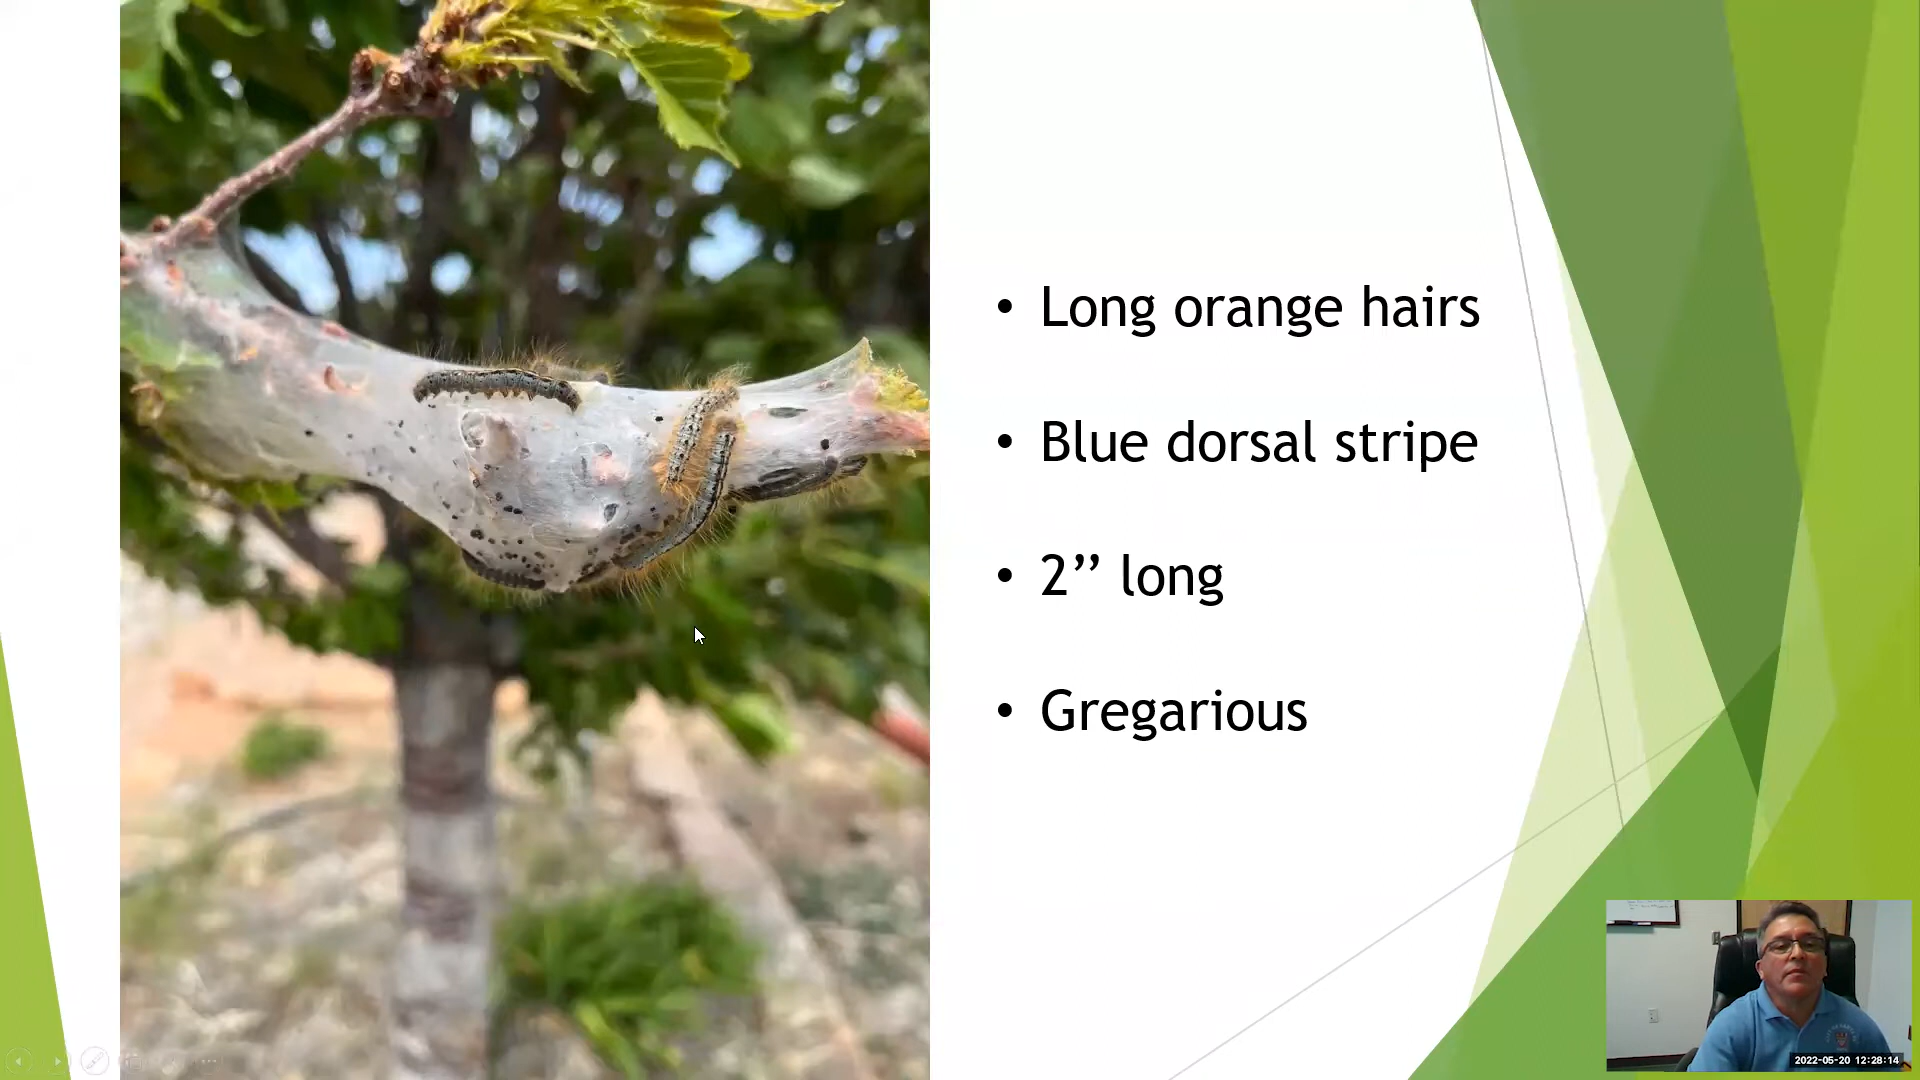 • Long orange hairs
• Blue dorsal stripe
• 2’’ long
• Gregarious
2022-05-20 12:28:14